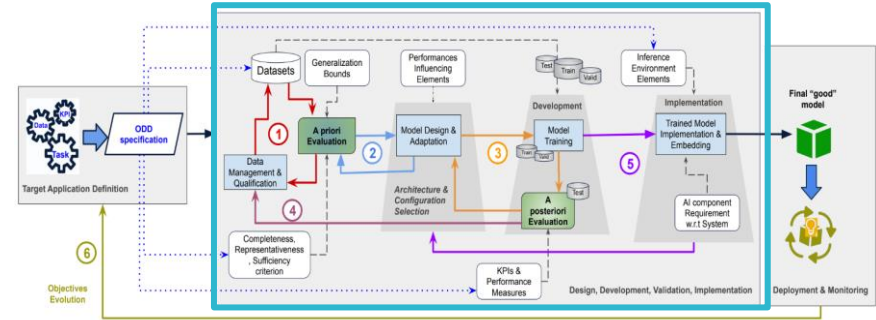 Data
KPI
Task
ODD
specification
Target Application Definition
6
Objectives
Evolution
Datasets
Generalization
Bounds
1
A priori
Evaluation
Data
Management &
Qualification
4
Completeness,
Representativeness
, Sufficiency
criterion
2
Performances
Influencing
Elements
Model Design &
Adaptation
Architecture &
Configuration
Selection
3
Test
Train
Valid
Development
Model
Training
Train
Valid
Test
A
posteriori
Evaluation
KPIs &
Performance
Measures
5
Inference
Environment
Elements
Implementation
Trained Model
Implementation &
Embedding
AI component
Requirement
w.r.t System
Design, Development, Validation, Implementation
Final “good”
model
Deployment & Monitoring